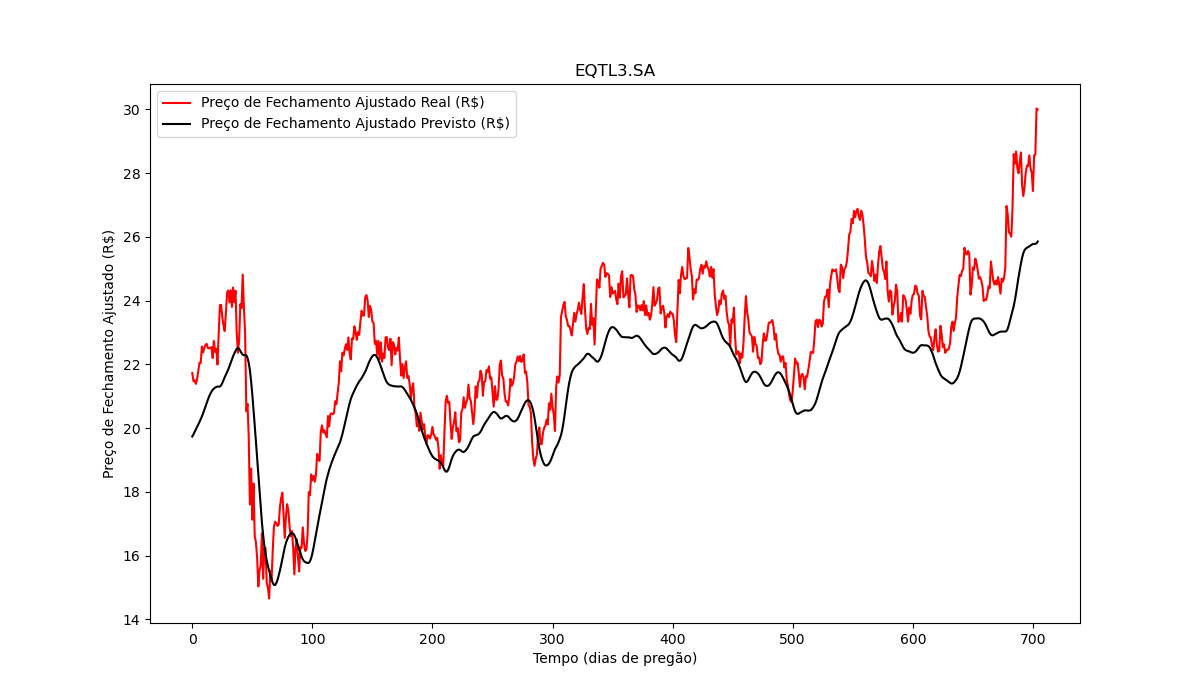 EQTL3.SA
Preço de Fechamento Ajustado Real (R$)
Preço de Fechamento Ajustado Previsto (R$)
Preço de Fechamento Ajustado (R$)
30
28
26
24
22
20
18
16
14
0 100 200 300 400 500 600 700
Tempo (dias de pregão)